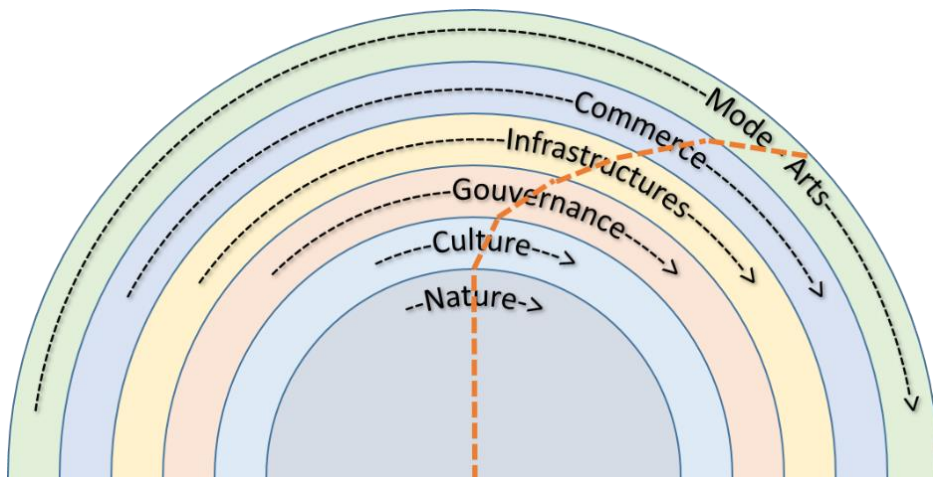 Mode - Arts
Commerce
Infrastructures
Gouvernance
Culture
Nature